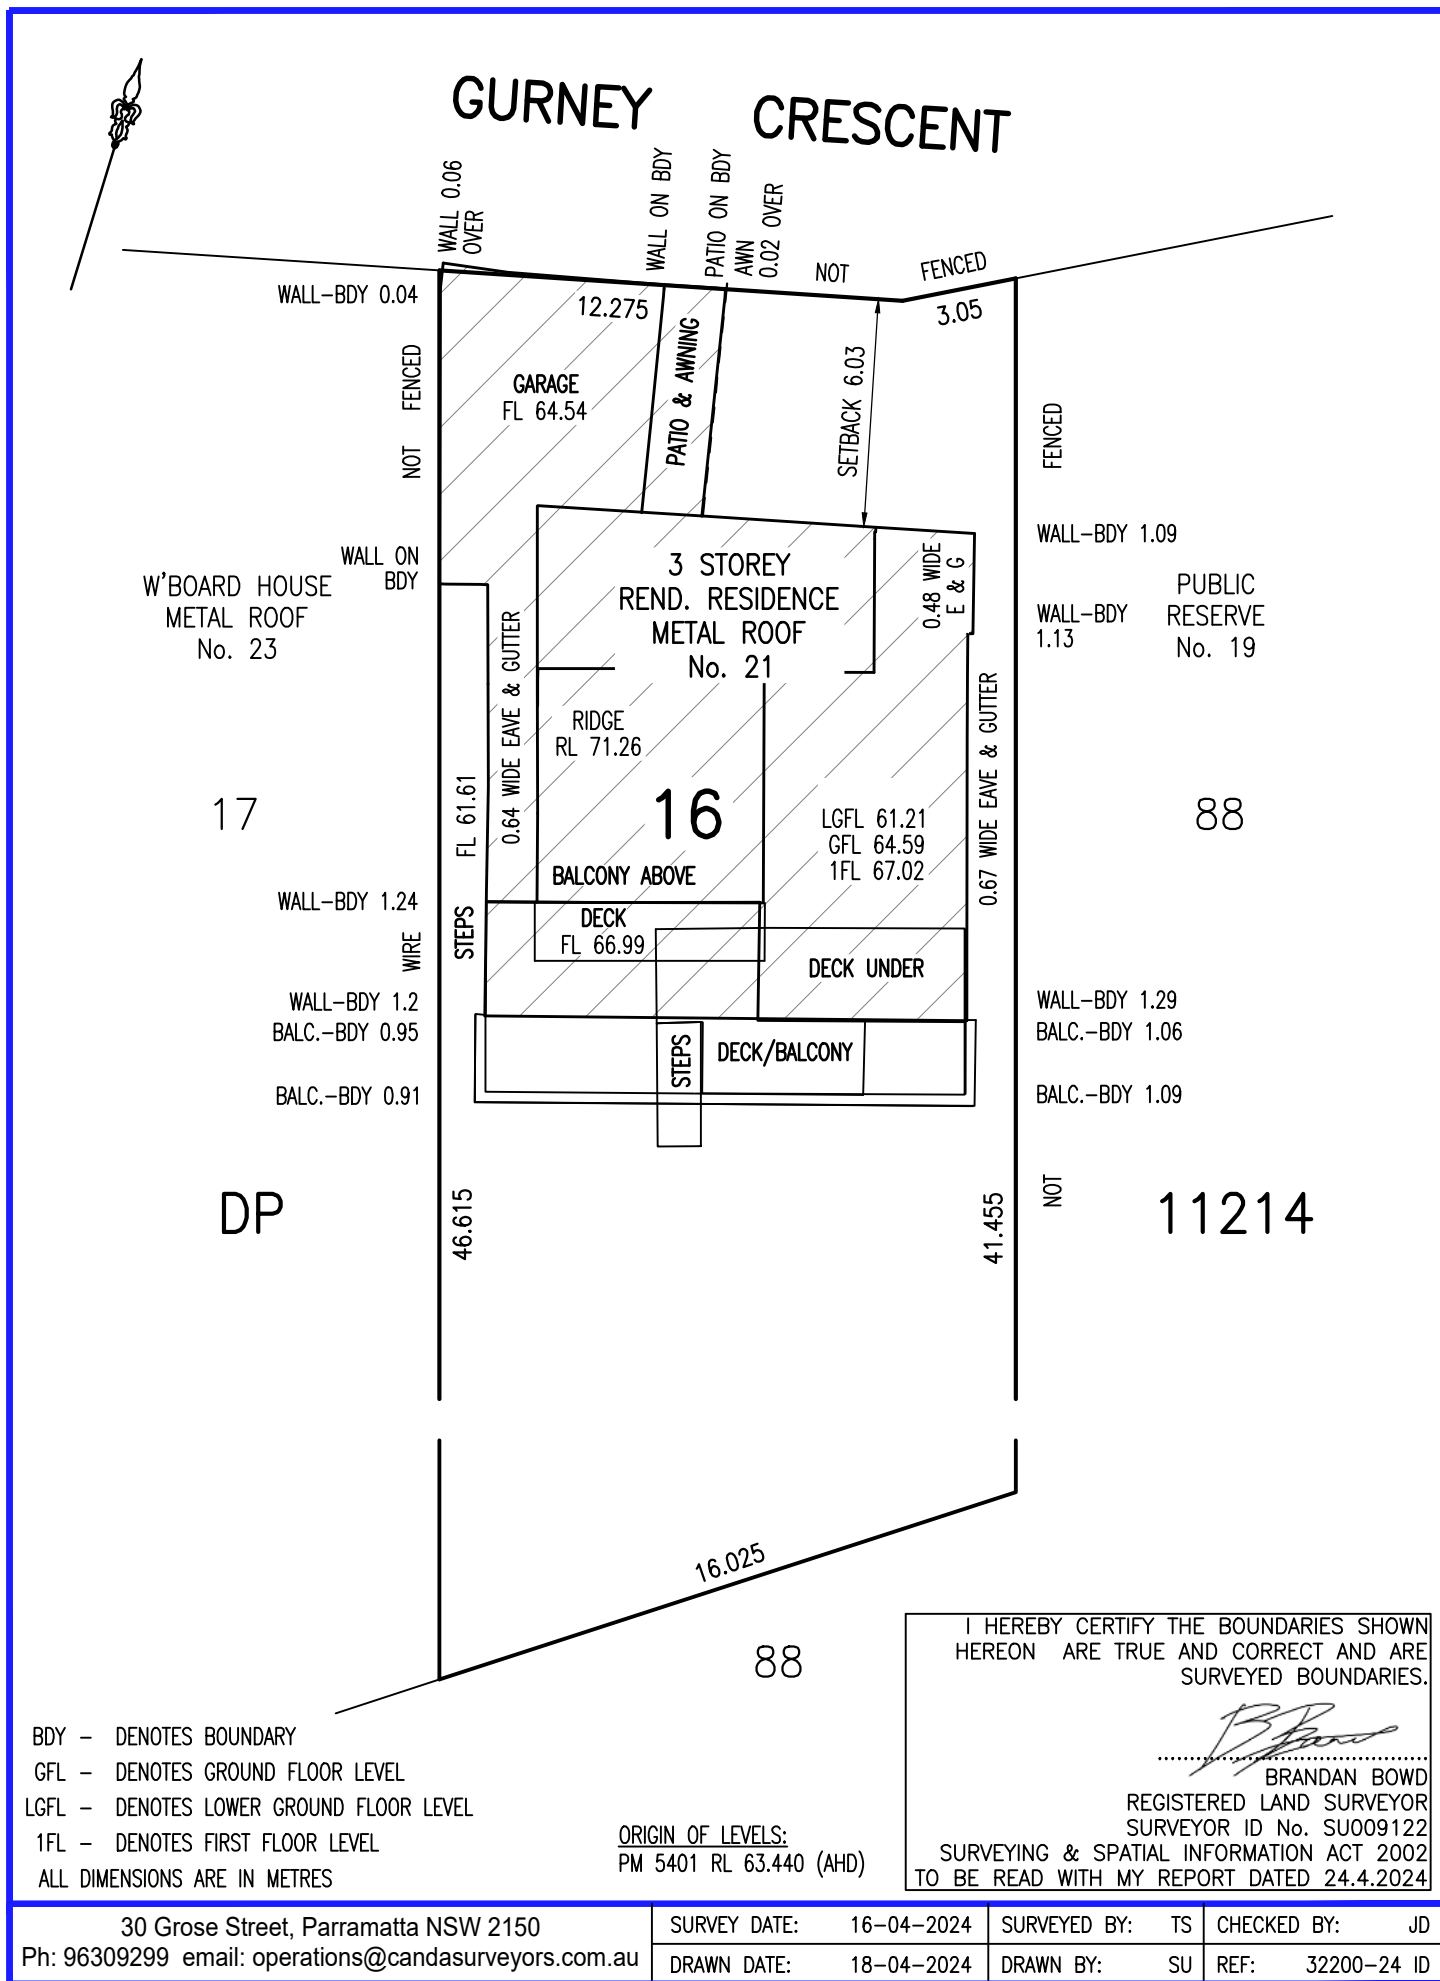 GURNEY CRESCENT
WALL 0.06
OVER
WALL ON BDY
PATIO ON BDY
AWN
0.02 OVER
NOT
FENCED
WALL-BDY 0.04
12.275
3.05
FENCED
NOT
GARAGE
FL 64.54
PATIO & AWNING
SETBACK 6.03
FENCED
WALL-BDY 1.09
WALL ON
BDY
W'BOARD HOUSE
METAL ROOF
No. 23
3 STOREY
REND. RESIDENCE
METAL ROOF
No. 21
0.48 WIDE
E & G
WALL-BDY
1.13
PUBLIC
RESERVE
No. 19
0.64 WIDE EAVE & GUTTER
RIDGE
RL 71.26
0.67 WIDE EAVE & GUTTER
17
FL 61.61
16
LGFL 61.21
GFL 64.59
1FL 67.02
88
BALCONY ABOVE
WALL-BDY 1.24
STEPS
WIRE
DECK
FL 66.99
DECK UNDER
WALL-BDY 1.2
BALC.-BDY 0.95
WALL-BDY 1.29
BALC.-BDY 1.06
STEPS
DECK/BALCONY
BALC.-BDY 0.91
BALC.-BDY 1.09
DP
46.615
41.455
NOT
11214
16.025
88
I HEREBY CERTIFY THE BOUNDARIES SHOWN
HEREON ARE TRUE AND CORRECT AND ARE
SURVEYED BOUNDARIES.
BRANDAN BOWD
REGISTERED LAND SURVEYOR
SURVEYOR ID No. SU009122
SURVEYING & SPATIAL INFORMATION ACT 2002
TO BE READ WITH MY REPORT DATED 24.4.2024
BDY - DENOTES BOUNDARY
GFL - DENOTES GROUND FLOOR LEVEL
LGFL - DENOTES LOWER GROUND FLOOR LEVEL
1FL - DENOTES FIRST FLOOR LEVEL
ALL DIMENSIONS ARE IN METRES
ORIGIN OF LEVELS:
PM 5401 RL 63.440 (AHD)
30 Grose Street, Parramatta NSW 2150
Ph: 96309299 email: operations@candasurveyors.com.au
SURVEY DATE: 16-04-2024 SURVEYED BY: TS CHECKED BY: JD
DRAWN DATE: 18-04-2024 DRAWN BY: SU REF: 32200-24 ID